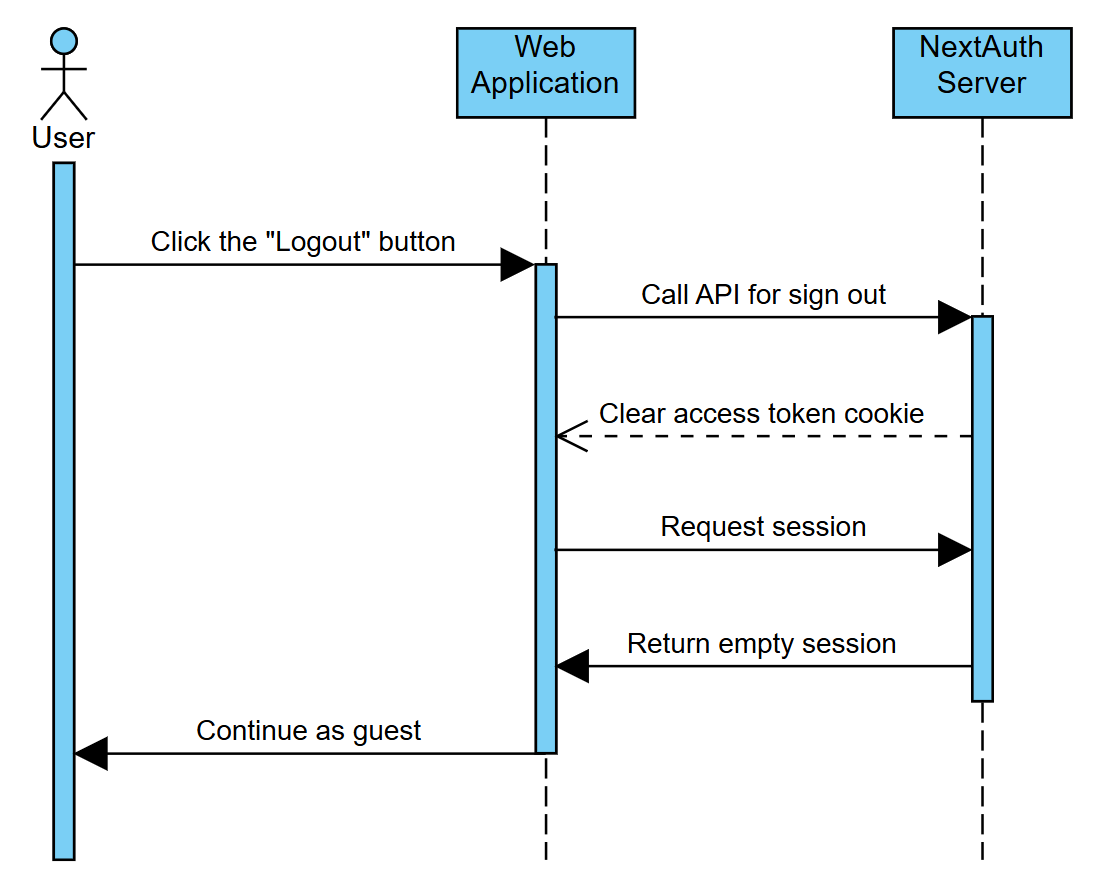 User
Web
Application
NextAuth
Server
Click the "Logout" button
Call API for sign out
Clear access token cookie
Request session
Return empty session
Continue as guest